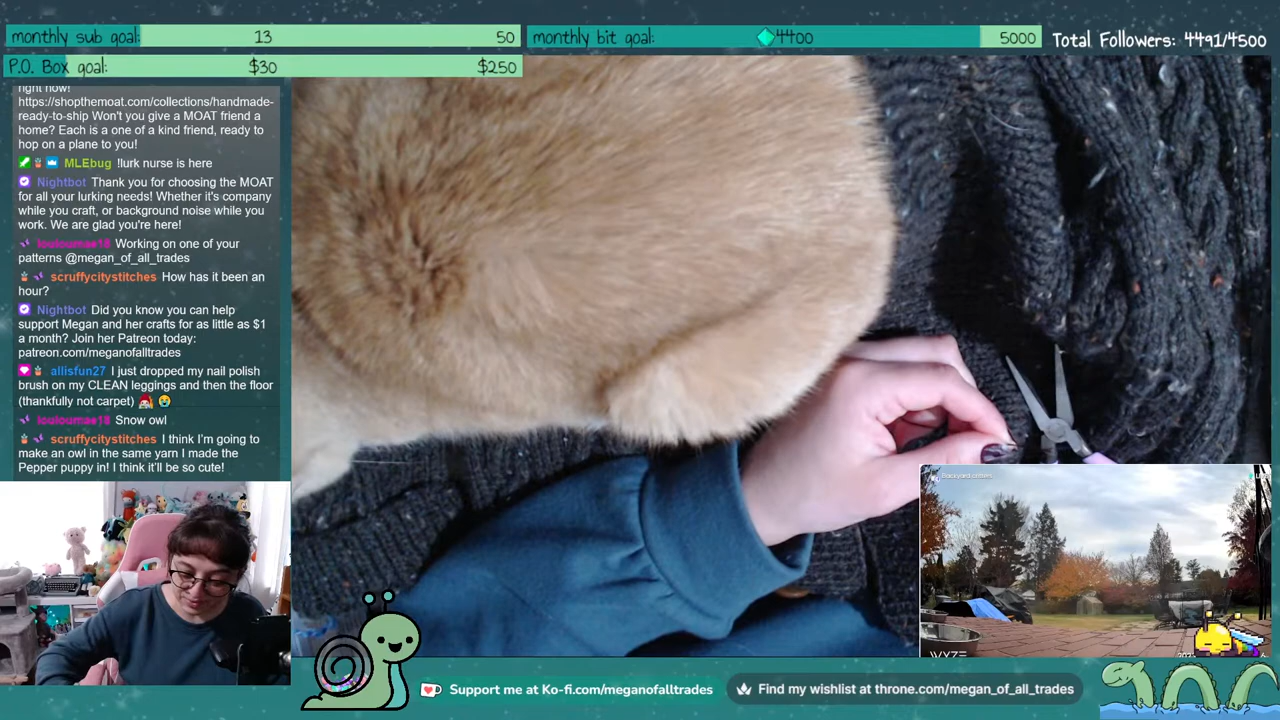 monthly sub goal: 13 50
monthly bit goal: 4400 5000
Total Followers: 4491/4500
P.O. Box goal: $30 $250
right now!
https://shopthemoat.com/collections/handmade-
ready-to-ship Won't you give a MOAT friend a
home? Each is a one of a kind friend, ready to
hop on a plane to you!
MLEbug !lurk nurse is here
Nightbot Thank you for choosing the MOAT
for all your lurking needs! Whether it's company
while you craft, or background noise while you
work. We are glad you're here!
louloumae18 Working on one of your
patterns @megan_of_all_trades
scruffycitystitches How has it been an
hour?
Nightbot Did you know you can help
support Megan and her crafts for as little as $1
a month? Join her Patreon today:
patreon.com/meganofalltrades
allisfun27 I just dropped my nail polish
brush on my CLEAN leggings and then the floor
(thankfully not carpet)
louloumae18 Snow owl
scruffycitystitches I think I'm going to
make an owl in the same yarn I made the
Pepper puppy in! I think it'll be so cute!
WYZE
Support me at Ko-fi.com/meganofalltrades
Find my wishlist at throne.com/megan_of_all_trades